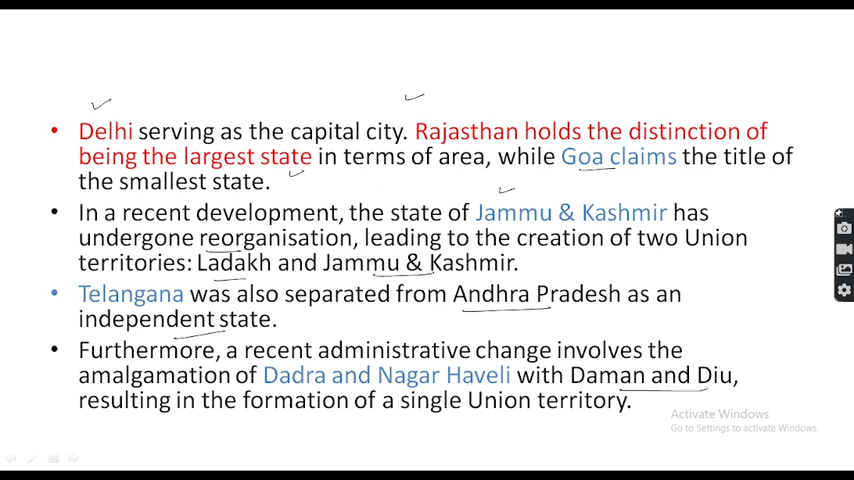 • Delhi serving as the capital city. Rajasthan holds the distinction of
being the largest state in terms of area, while Goa claims the title of
the smallest state.
• In a recent development, the state of Jammu & Kashmir has
undergone reorganisation, leading to the creation of two Union
territories: Ladakh and Jammu & Kashmir.
• Telangana was also separated from Andhra Pradesh as an
independent state.
• Furthermore, a recent administrative change involves the
amalgamation of Dadra and Nagar Haveli with Daman and Diu,
resulting in the formation of a single Union territory.
Activate Windows
Go to Settings to activate Windows.